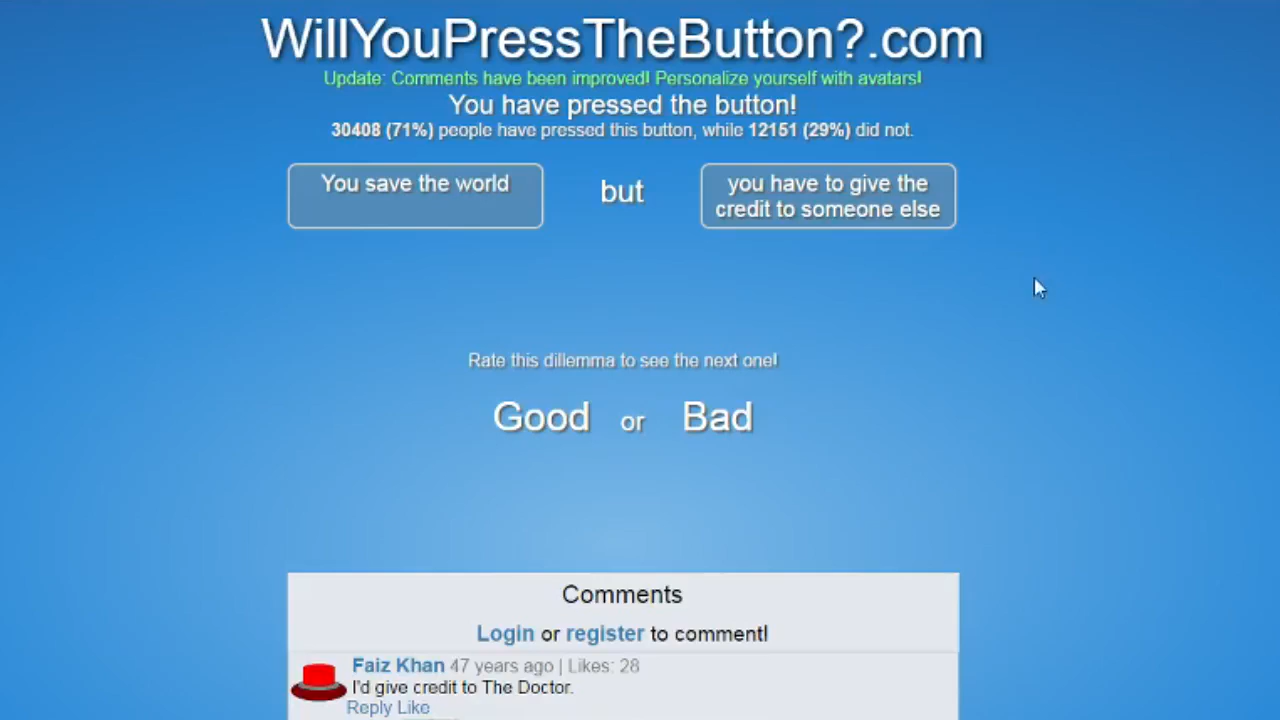 WillYouPressTheButton?.com
Update: Comments have been improved! Personalize yourself with avatars!
You have pressed the button!
30408 (71%) people have pressed this button, while 12151 (29%) did not.
You save the world
but
you have to give the
credit to someone else
Rate this dillemma to see the next one!
Good or Bad
Comments
Login or register to comment!
Faiz Khan 47 years ago | Likes: 28
I'd give credit to The Doctor.
Reply Like